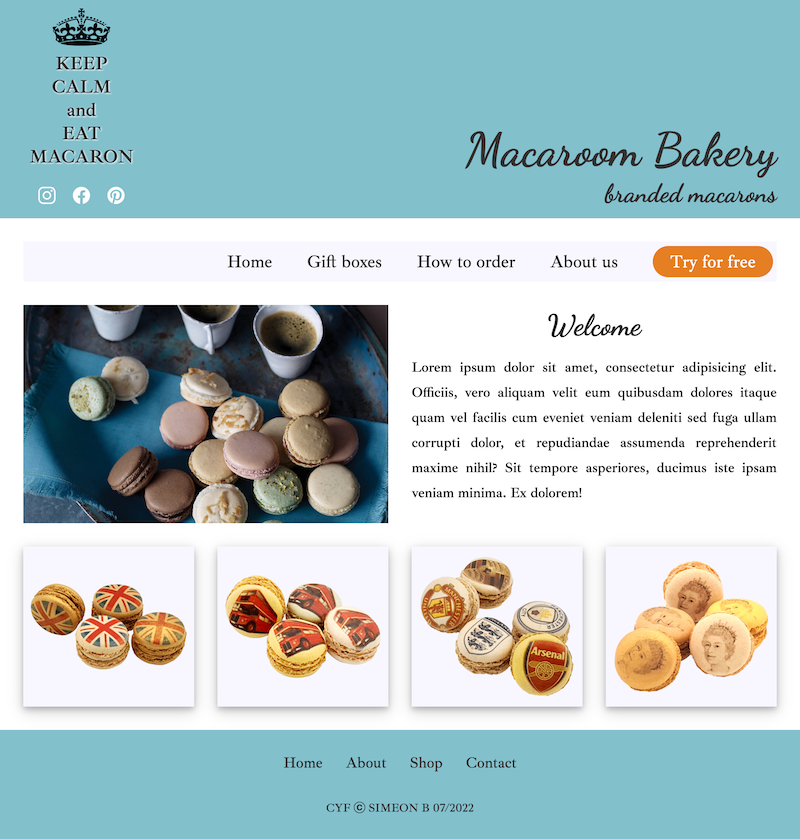 KEEP
CALM
and
EAT
MACARON
Macaroom Bakery
branded macarons
Home Gift boxes How to order About us Try for free
Welcome
Lorem ipsum dolor sit amet, consectetur adipisicing elit.
Officiis, vero aliquam velit eum quibusdam dolores itaque
quam vel facilis cum eveniet veniam deleniti sed fuga ullam
corrupti dolor, et repudiandae assumenda reprehenderit
maxime nihil? Sit tempore asperiores, ducimus iste ipsam
veniam minima. Ex dolorem!
MANCHESTER
Arsenal
Home About Shop Contact
CYF ⓒ SIMEON B 07/2022